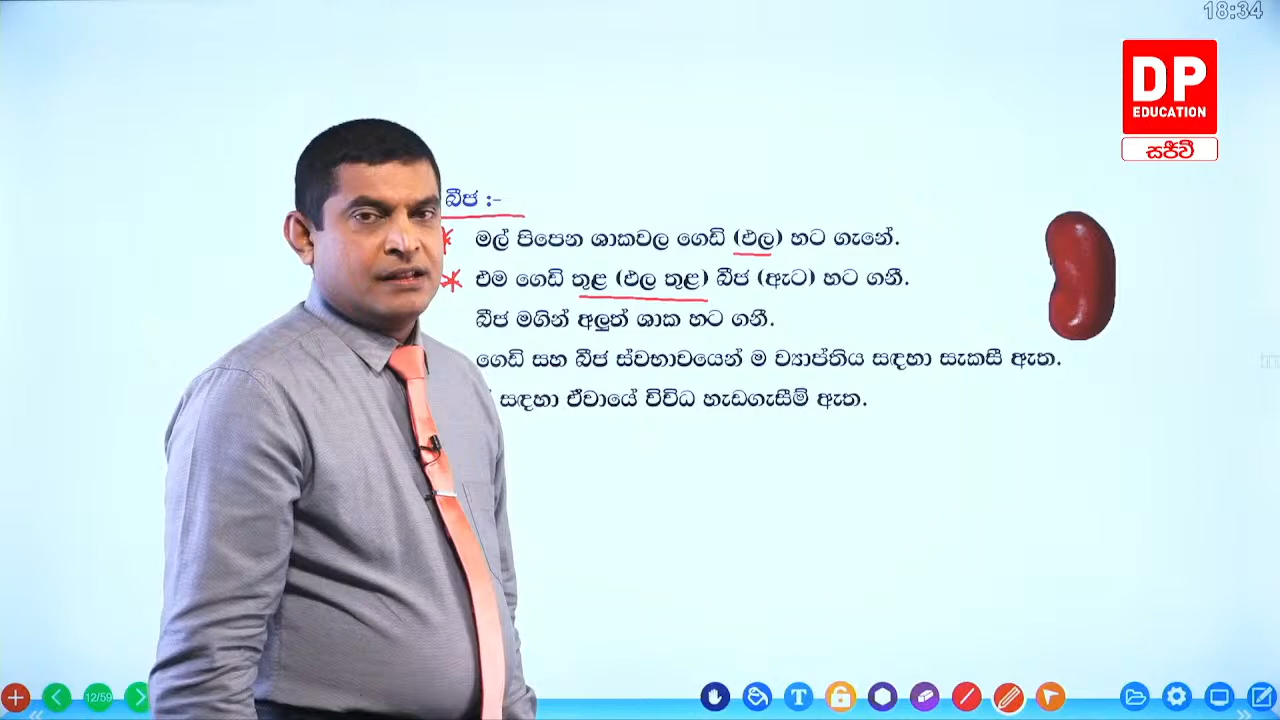 18:34
DP
EDUCATION
සජීවී
බීජ :-
මල් පිපෙන ශාකවල ගෙඩි (ඵල) හට ගැනේ.
එම ගෙඩි තුළ (ඵල තුළ) බීජ (ඇට) හට ගනී.
බීජ මගින් අලුත් ශාක හට ගනී.
ගෙඩි සහ බීජ ස්වභාවයෙන් ම ව්‍යාප්තිය සඳහා සැකසී ඇත.
සඳහා ඒවායේ විවිධ හැඩගැසීම් ඇත.
12/59
T